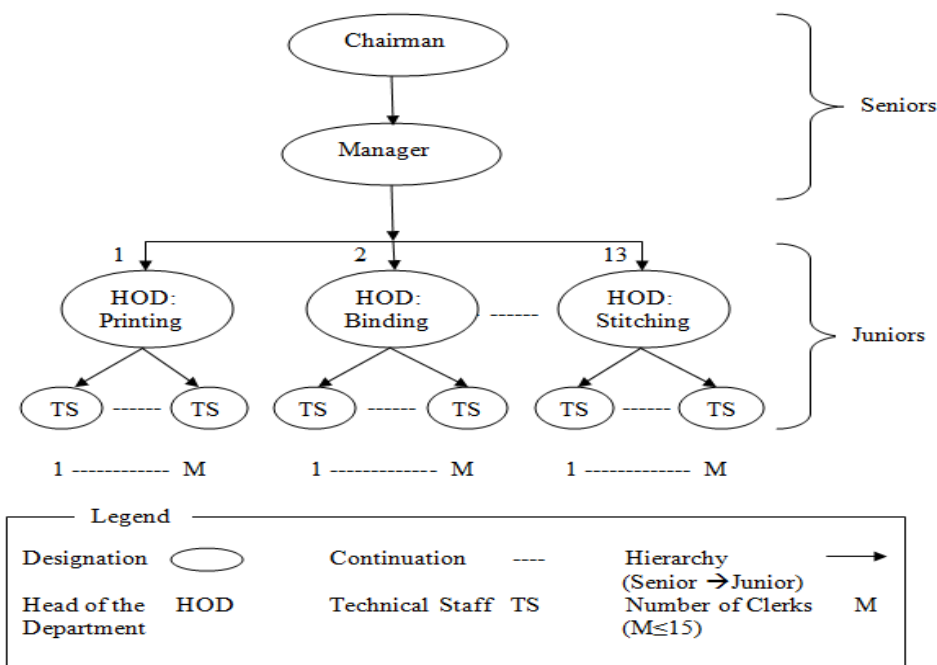 Chairman
Seniors
Manager
1 2 13
HOD: HOD: HOD:
Printing Binding ------ Stitching
Juniors
TS ------ TS TS ------ TS TS ------ TS
1 ------------ M 1 ------------- M 1 ------------- M
Legend
Designation Continuation ---- Hierarchy
(Senior →Junior)
Head of the HOD Technical Staff TS Number of Clerks M
Department (M≤15)